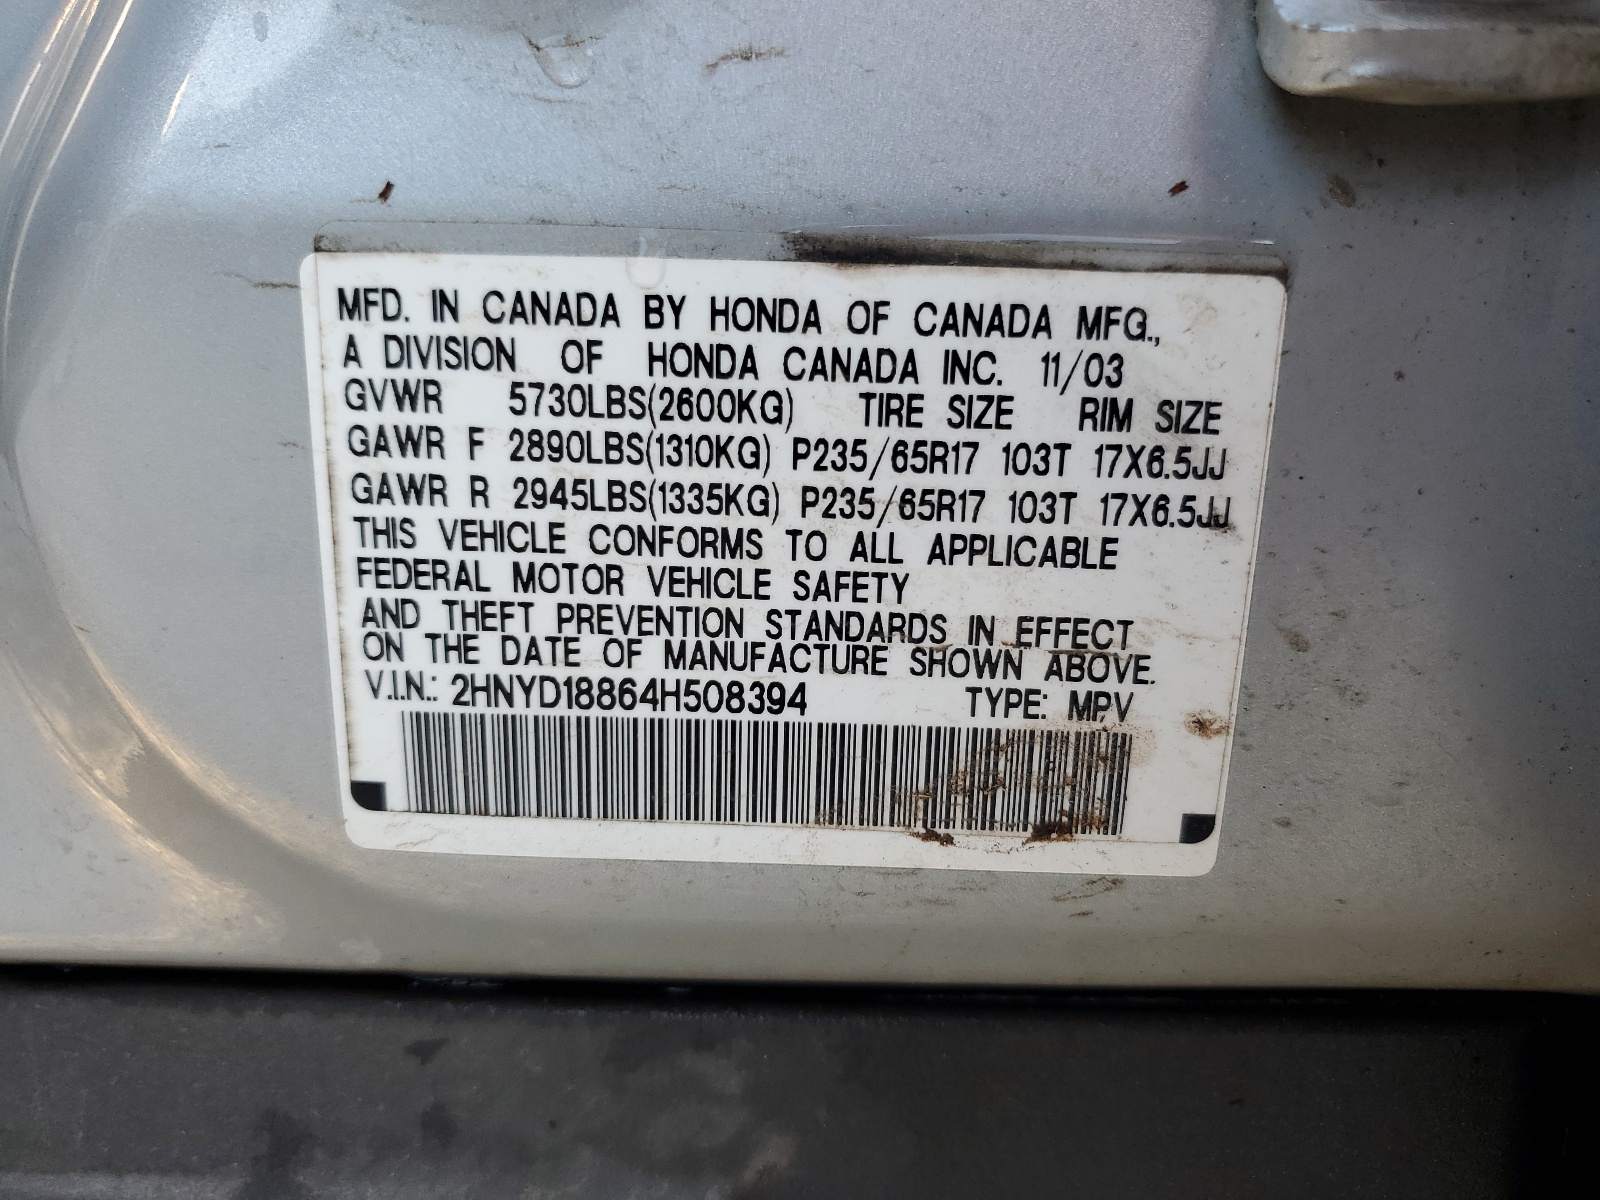 MFD. IN CANADA BY HONDA OF CANADA MFG.,
A DIVISION OF HONDA CANADA INC. 11/03
GVWR 5730LBS(2600KG) TIRE SIZE RIM SIZE
GAWR F 2890LBS(1310KG) P235/65R17 103T 17X6.5JJ
GAWR R 2945LBS(1335KG) P235/65R17 103T 17X6.5JJ
THIS VEHICLE CONFORMS TO ALL APPLICABLE
FEDERAL MOTOR VEHICLE SAFETY
AND THEFT PREVENTION STANDARDS IN EFFECT
ON THE DATE OF MANUFACTURE SHOWN ABOVE.
V.I.N.: 2HNYD18864H508394 TYPE: MPV